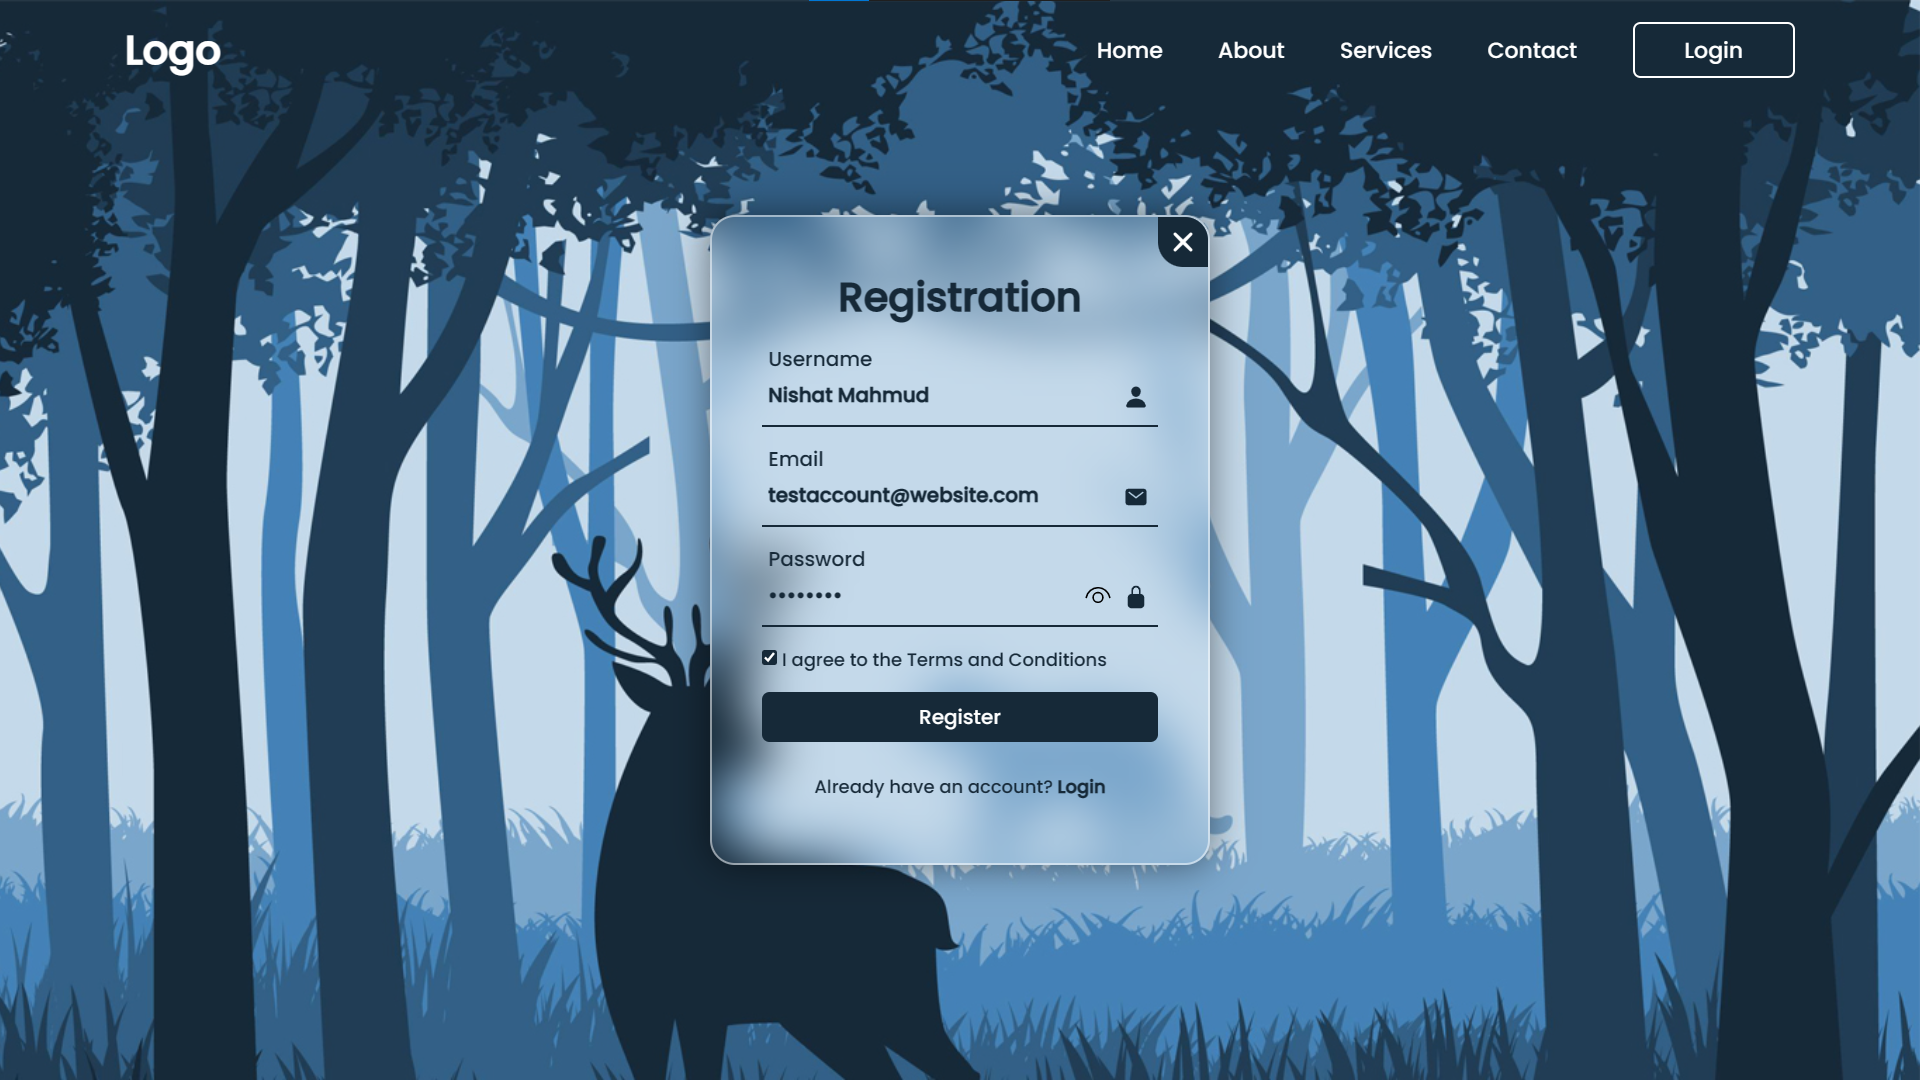 Logo
Home About Services Contact Login
Registration
Username
Nishat Mahmud
Email
testaccount@website.com
Password
••••••••
I agree to the Terms and Conditions
Register
Already have an account? Login